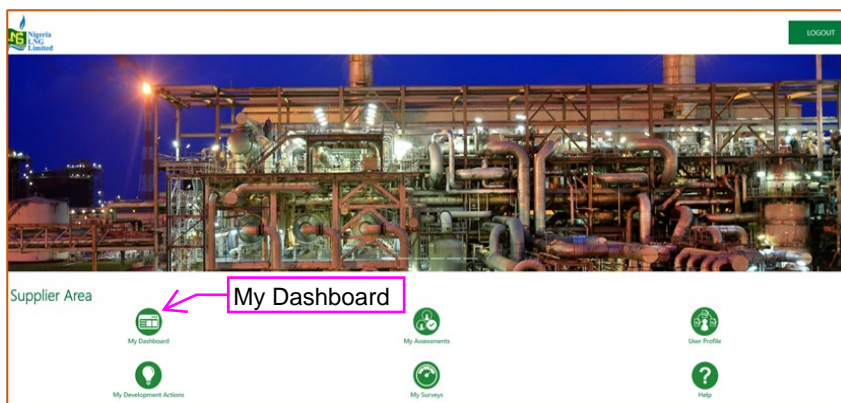 Nigeria
LNG
Limited
LOGOUT
Supplier Area
My Dashboard
My Dashboard
My Assessments
User Profile
My Development Actions
My Surveys
Help